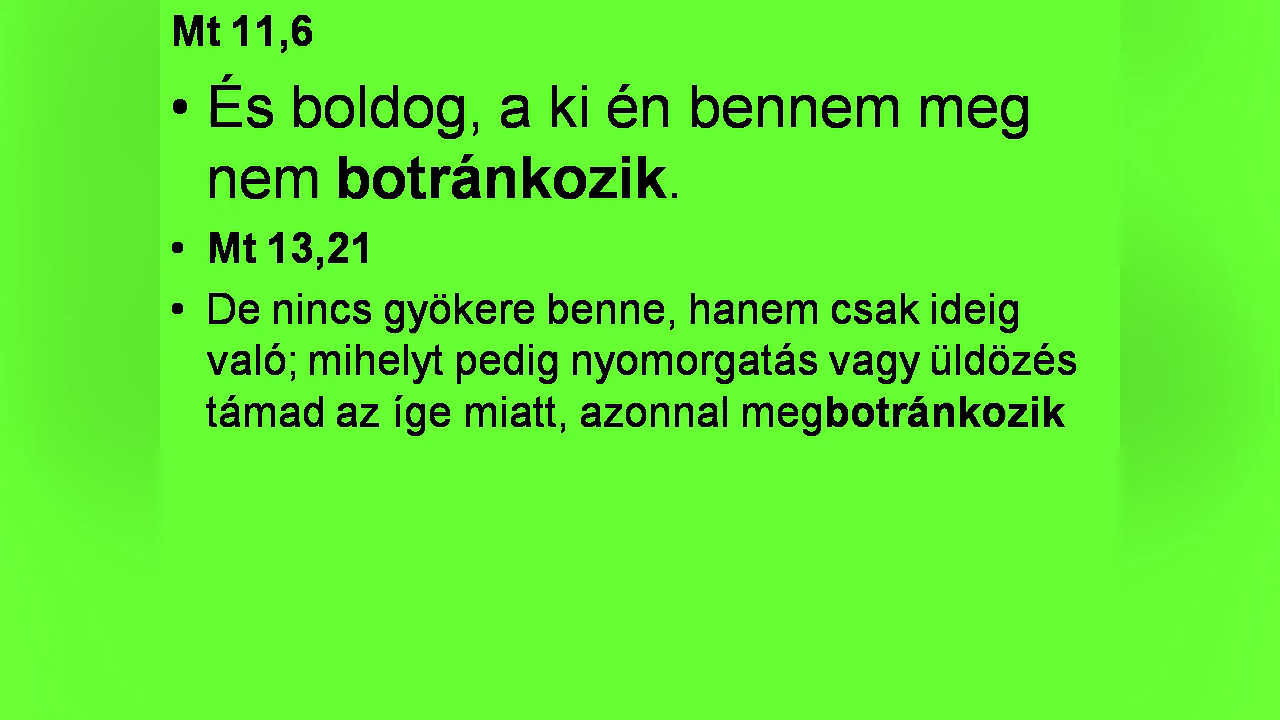 Mt 11,6
• És boldog, a ki én bennem meg
nem botránkozik.
• Mt 13,21
• De nincs gyökere benne, hanem csak ideig
való; mihelyt pedig nyomorgatás vagy üldözés
támad az íge miatt, azonnal megbotránkozik